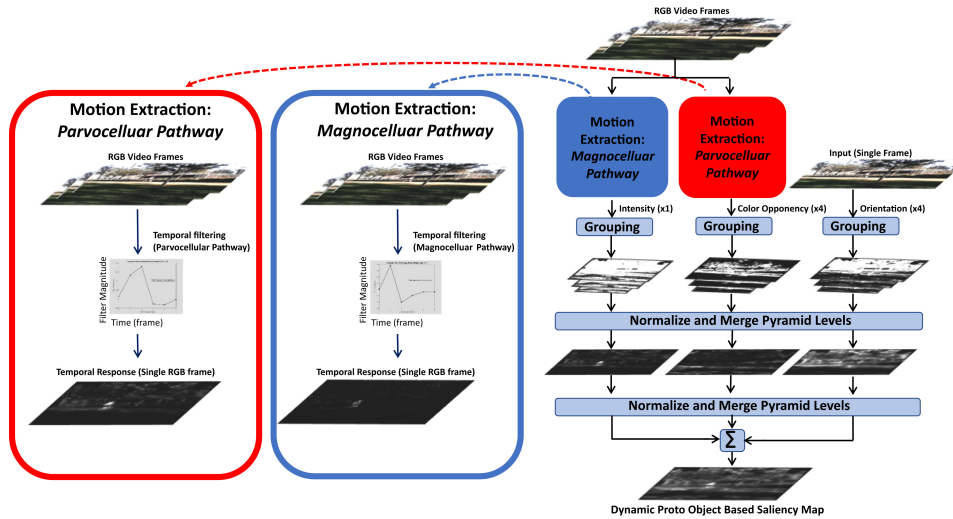 RGB Video Frames
Motion Extraction:
Parvocelluar Pathway
RGB Video Frames
Temporal filtering
(Parvocellular Pathway)
Filter Magnitude
Time (frame)
Temporal Response (Single RGB frame)
Motion Extraction:
Magnocelluar Pathway
RGB Video Frames
Temporal filtering
(Magnocelluar Pathway)
Filter Magnitude
Time (frame)
Temporal Response (Single RGB frame)
Motion
Extraction:
Magnocelluar
Pathway
Motion
Extraction:
Parvocelluar
Pathway
Input (Single Frame)
Intensity (x1)
Color Opponency (x4)
Orientation (x4)
Grouping
Grouping
Grouping
Normalize and Merge Pyramid Levels
Normalize and Merge Pyramid Levels
Σ
Dynamic Proto Object Based Saliency Map